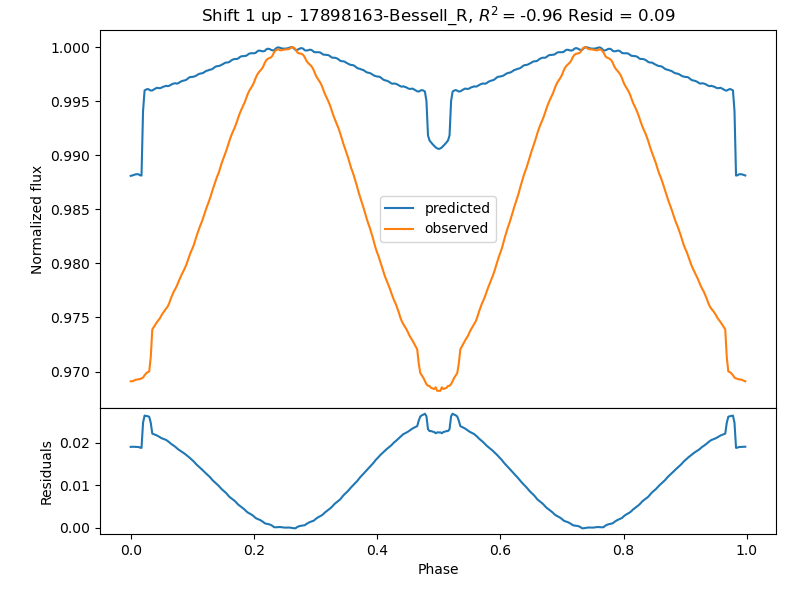 Shift 1 up - 17898163-Bessell_R, R² = -0.96 Resid = 0.09
1.000
0.995
0.990
0.985
0.980
0.975
0.970
Normalized flux
predicted
observed
0.02
0.01
0.00
Residuals
0.0 0.2 0.4 0.6 0.8 1.0
Phase